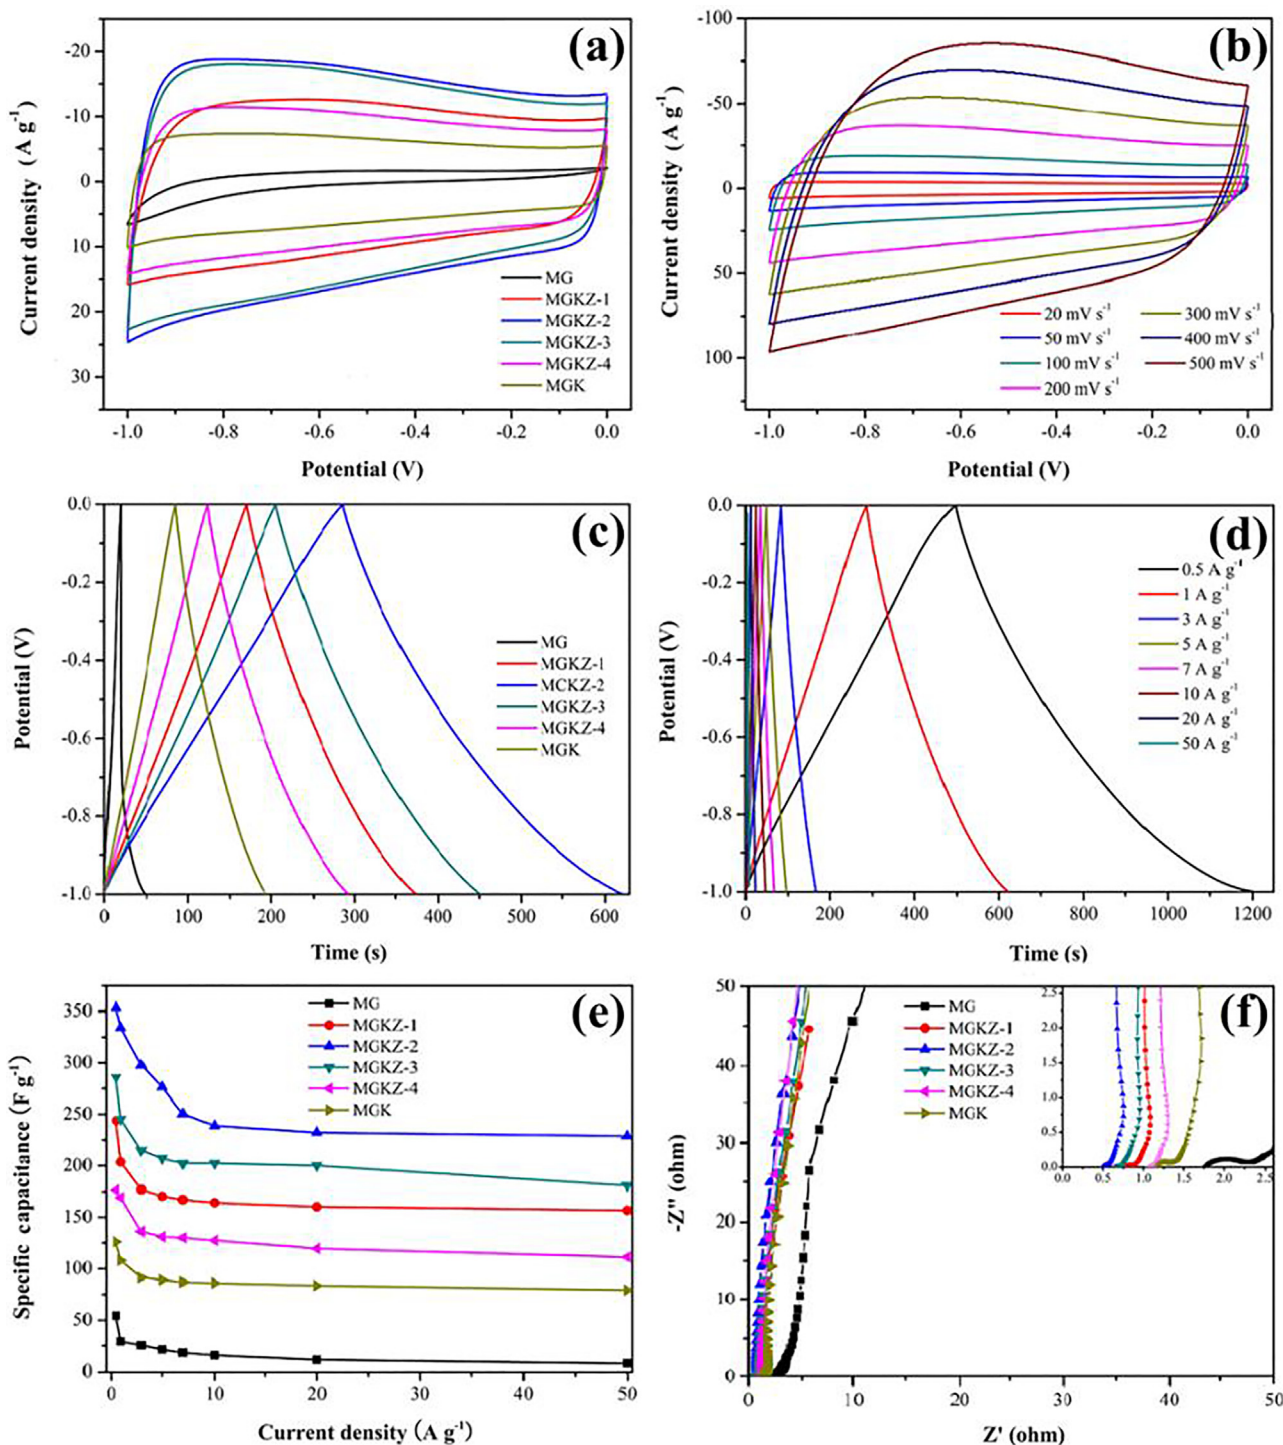 (a)
Current density (A g⁻¹)
-20
-10
0
10
20
30
MG
MGKZ-1
MGKZ-2
MGKZ-3
MGKZ-4
MGK
-1.0 -0.8 -0.6 -0.4 -0.2 0.0
Potential (V)
(b)
Current density (A g⁻¹)
-100
-50
0
50
100
20 mV s⁻¹ 300 mV s⁻¹
50 mV s⁻¹ 400 mV s⁻¹
100 mV s⁻¹ 500 mV s⁻¹
200 mV s⁻¹
-1.0 -0.8 -0.6 -0.4 -0.2 0.0
Potential (V)
(c)
Potential (V)
0.0
-0.2
-0.4
-0.6
-0.8
-1.0
MG
MGKZ-1
MCKZ-2
MGKZ-3
MGKZ-4
MGK
0 100 200 300 400 500 600
Time (s)
(d)
Potential (V)
0.0
-0.2
-0.4
-0.6
-0.8
-1.0
0.5 A g⁻¹
1 A g⁻¹
3 A g⁻¹
5 A g⁻¹
7 A g⁻¹
10 A g⁻¹
20 A g⁻¹
50 A g⁻¹
0 200 400 600 800 1000 1200
Time (s)
(e)
Specific capacitance (F g⁻¹)
350
300
250
200
150
100
50
0
MG
MGKZ-1
MGKZ-2
MGKZ-3
MGKZ-4
MGK
0 10 20 30 40 50
Current density (A g⁻¹)
(f)
-Z'' (ohm)
50
40
30
20
10
0
MG
MGKZ-1
MGKZ-2
MGKZ-3
MGKZ-4
MGK
2.5
2.0
1.5
1.0
0.5
0.0
0.0 0.5 1.0 1.5 2.0 2.5
0 10 20 30 40 50
Z' (ohm)